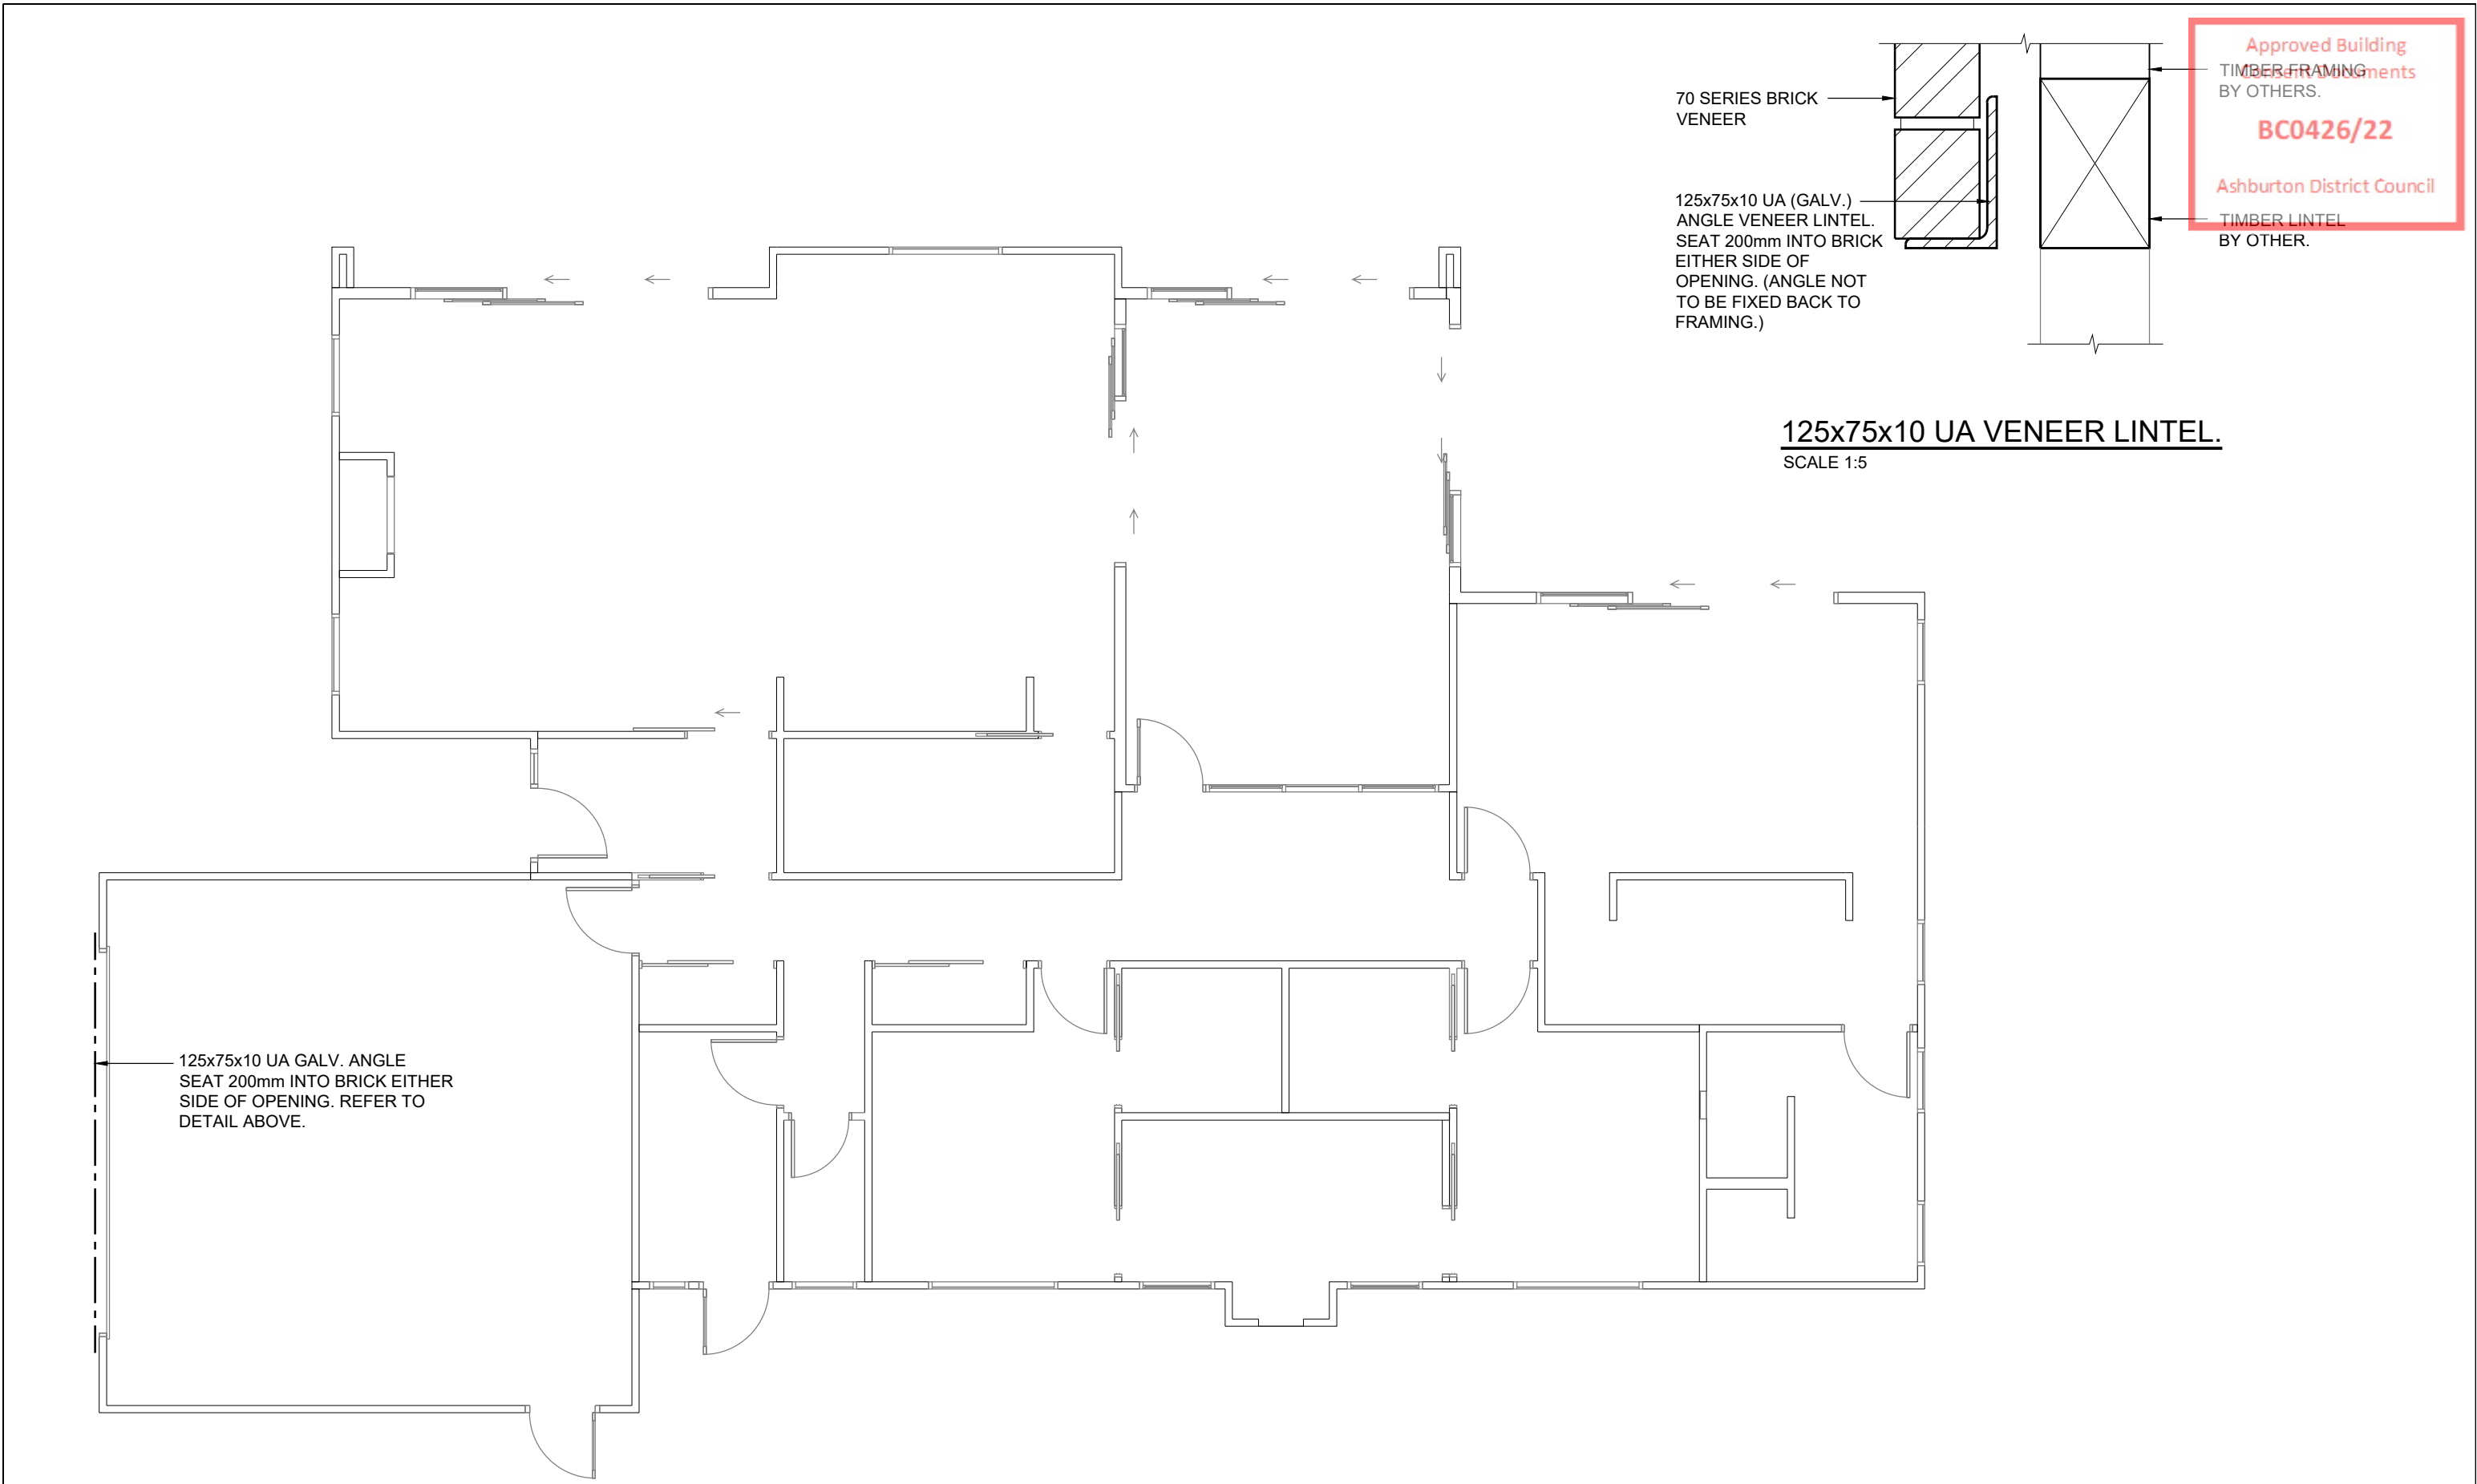 70 SERIES BRICK
VENEER
125x75x10 UA (GALV.)
ANGLE VENEER LINTEL.
SEAT 200mm INTO BRICK
EITHER SIDE OF
OPENING. (ANGLE NOT
TO BE FIXED BACK TO
FRAMING.)
Approved Building
Consent Documents
TIMBER FRAMING
BY OTHERS.
BC0426/22
Ashburton District Council
TIMBER LINTEL
BY OTHER.
125x75x10 UA VENEER LINTEL.
SCALE 1:5
125x75x10 UA GALV. ANGLE
SEAT 200mm INTO BRICK EITHER
SIDE OF OPENING. REFER TO
DETAIL ABOVE.